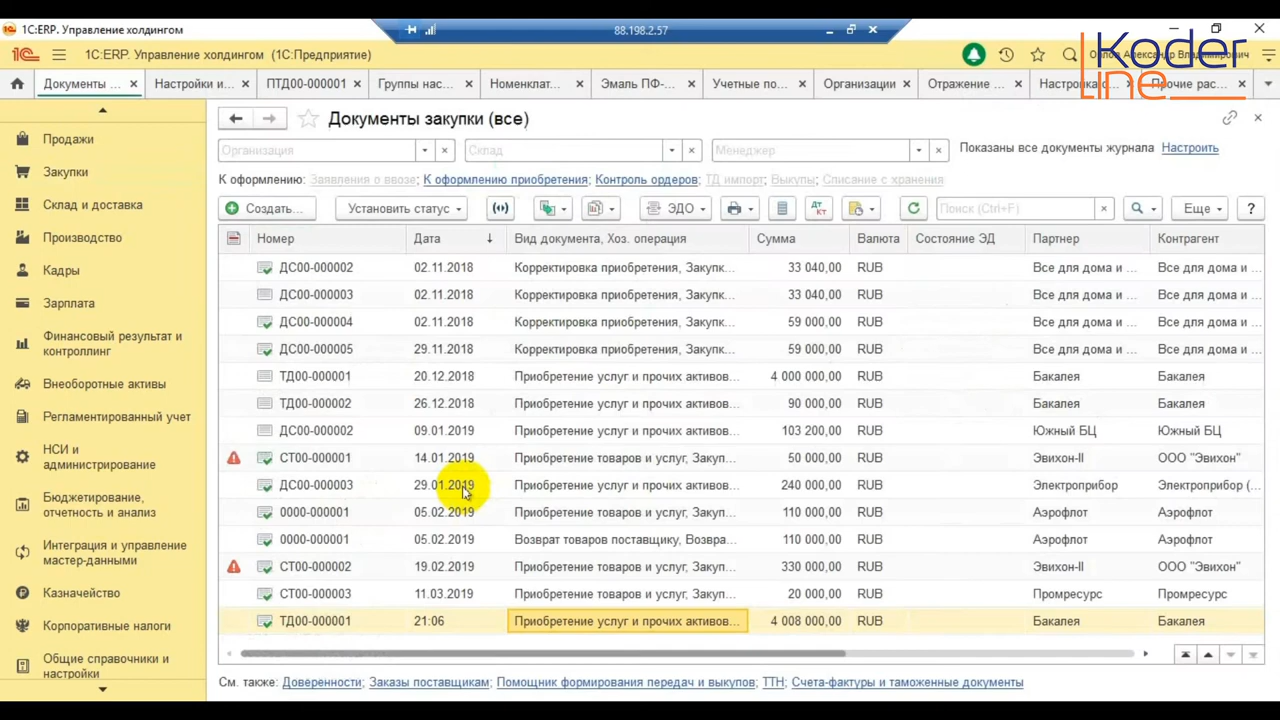 1С:ERP. Управление холдингом
88.198.2.57
1С:ERP. Управление холдингом (1С:Предприятие)
Koder
Line
Документы ...
Настройки и...
ПТД00-000001
Группы нас...
Номенклат...
Эмаль ПФ-...
Учетные по...
Организации
Отражение ...
Прочие рас...
Продажи
Закупки
Склад и доставка
Производство
Кадры
Зарплата
Финансовый результат и
контроллинг
Внеоборотные активы
Регламентированный учет
НСИ и
администрирование
Бюджетирование,
отчетность и анализ
Интеграция и управление
мастер-данными
Казначейство
Корпоративные налоги
Общие справочники и
настройки
Документы закупки (все)
Организация
Склад
Менеджер
Показаны все документы журнала Настроить
К оформлению: Заявления о ввозе; К оформлению приобретения; Контроль ордеров; ТД импорт; Выкупы; Списание с хранения
Создать...
Установить статус
ЭДО
Дт Кт
Поиск (Ctrl+F)
Еще
?
Номер Дата Вид документа, Хоз. операция Сумма Валюта Состояние ЭД Партнер Контрагент
ДС00-000002 02.11.2018 Корректировка приобретения, Закупк... 33 040,00 RUB Все для дома и ... Все для дома и ...
ДС00-000003 02.11.2018 Корректировка приобретения, Закупк... 33 040,00 RUB Все для дома и ... Все для дома и ...
ДС00-000004 02.11.2018 Корректировка приобретения, Закупк... 59 000,00 RUB Все для дома и ... Все для дома и ...
ДС00-000005 29.11.2018 Корректировка приобретения, Закупк... 59 000,00 RUB Все для дома и ... Все для дома и ...
ТД00-000001 20.12.2018 Приобретение услуг и прочих активов... 4 000 000,00 RUB Бакалея Бакалея
ТД00-000002 26.12.2018 Приобретение услуг и прочих активов... 90 000,00 RUB Бакалея Бакалея
ДС00-000002 09.01.2019 Приобретение услуг и прочих активов... 103 200,00 RUB Южный БЦ Южный БЦ
СТ00-000001 14.01.2019 Приобретение товаров и услуг, Закуп... 50 000,00 RUB Эвихон-II ООО "Эвихон"
ДС00-000003 29.01.2019 Приобретение услуг и прочих активов... 240 000,00 RUB Электроприбор Электроприбор (...
0000-000001 05.02.2019 Приобретение товаров и услуг, Закуп... 110 000,00 RUB Аэрофлот Аэрофлот
0000-000001 05.02.2019 Возврат товаров поставщику, Возвра... 110 000,00 RUB Аэрофлот Аэрофлот
СТ00-000002 19.02.2019 Приобретение товаров и услуг, Закуп... 330 000,00 RUB Эвихон-II ООО "Эвихон"
СТ00-000003 11.03.2019 Приобретение товаров и услуг, Закуп... 20 000,00 RUB Промресурс Промресурс
ТД00-000001 21:06 Приобретение услуг и прочих активов... 4 008 000,00 RUB Бакалея Бакалея
См. также: Доверенности; Заказы поставщикам; Помощник формирования передач и выкупов; ТТН; Счета-фактуры и таможенные документы